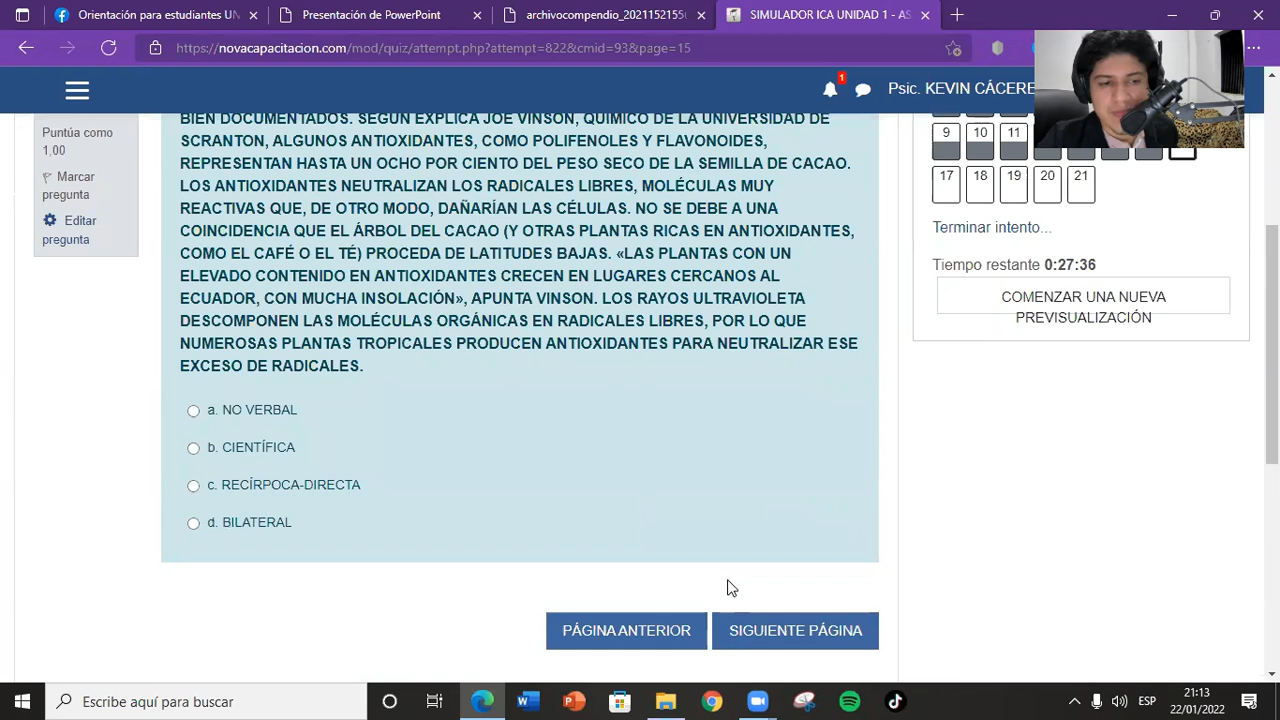 Orientación para estudiantes UN
Presentación de PowerPoint
archivocompendio_2021152155
SIMULADOR ICA UNIDAD 1 - AS
https://novacapacitacion.com/mod/quiz/attempt.php?attempt=822&cmid=93&page=15
1
Psic. KEVIN CÁCERE
Puntúa como
1,00
Marcar
pregunta
Editar
pregunta
BIEN DOCUMENTADOS. SEGÚN EXPLICA JOE VINSON, QUÍMICO DE LA UNIVERSIDAD DE
SCRANTON, ALGUNOS ANTIOXIDANTES, COMO POLIFENOLES Y FLAVONOIDES,
REPRESENTAN HASTA UN OCHO POR CIENTO DEL PESO SECO DE LA SEMILLA DE CACAO.
LOS ANTIOXIDANTES NEUTRALIZAN LOS RADICALES LIBRES, MOLÉCULAS MUY
REACTIVAS QUE, DE OTRO MODO, DAÑARÍAN LAS CÉLULAS. NO SE DEBE A UNA
COINCIDENCIA QUE EL ÁRBOL DEL CACAO (Y OTRAS PLANTAS RICAS EN ANTIOXIDANTES,
COMO EL CAFÉ O EL TÉ) PROCEDA DE LATITUDES BAJAS. «LAS PLANTAS CON UN
ELEVADO CONTENIDO EN ANTIOXIDANTES CRECEN EN LUGARES CERCANOS AL
ECUADOR, CON MUCHA INSOLACIÓN», APUNTA VINSON. LOS RAYOS ULTRAVIOLETA
DESCOMPONEN LAS MOLÉCULAS ORGÁNICAS EN RADICALES LIBRES, POR LO QUE
NUMEROSAS PLANTAS TROPICALES PRODUCEN ANTIOXIDANTES PARA NEUTRALIZAR ESE
EXCESO DE RADICALES.
a. NO VERBAL
b. CIENTÍFICA
c. RECÍRPOCA-DIRECTA
d. BILATERAL
PÁGINA ANTERIOR
SIGUIENTE PÁGINA
9 10 11
17 18 19 20 21
Terminar intento...
Tiempo restante 0:27:36
COMENZAR UNA NUEVA
PREVISUALIZACIÓN
Escribe aquí para buscar
ESP
21:13
22/01/2022